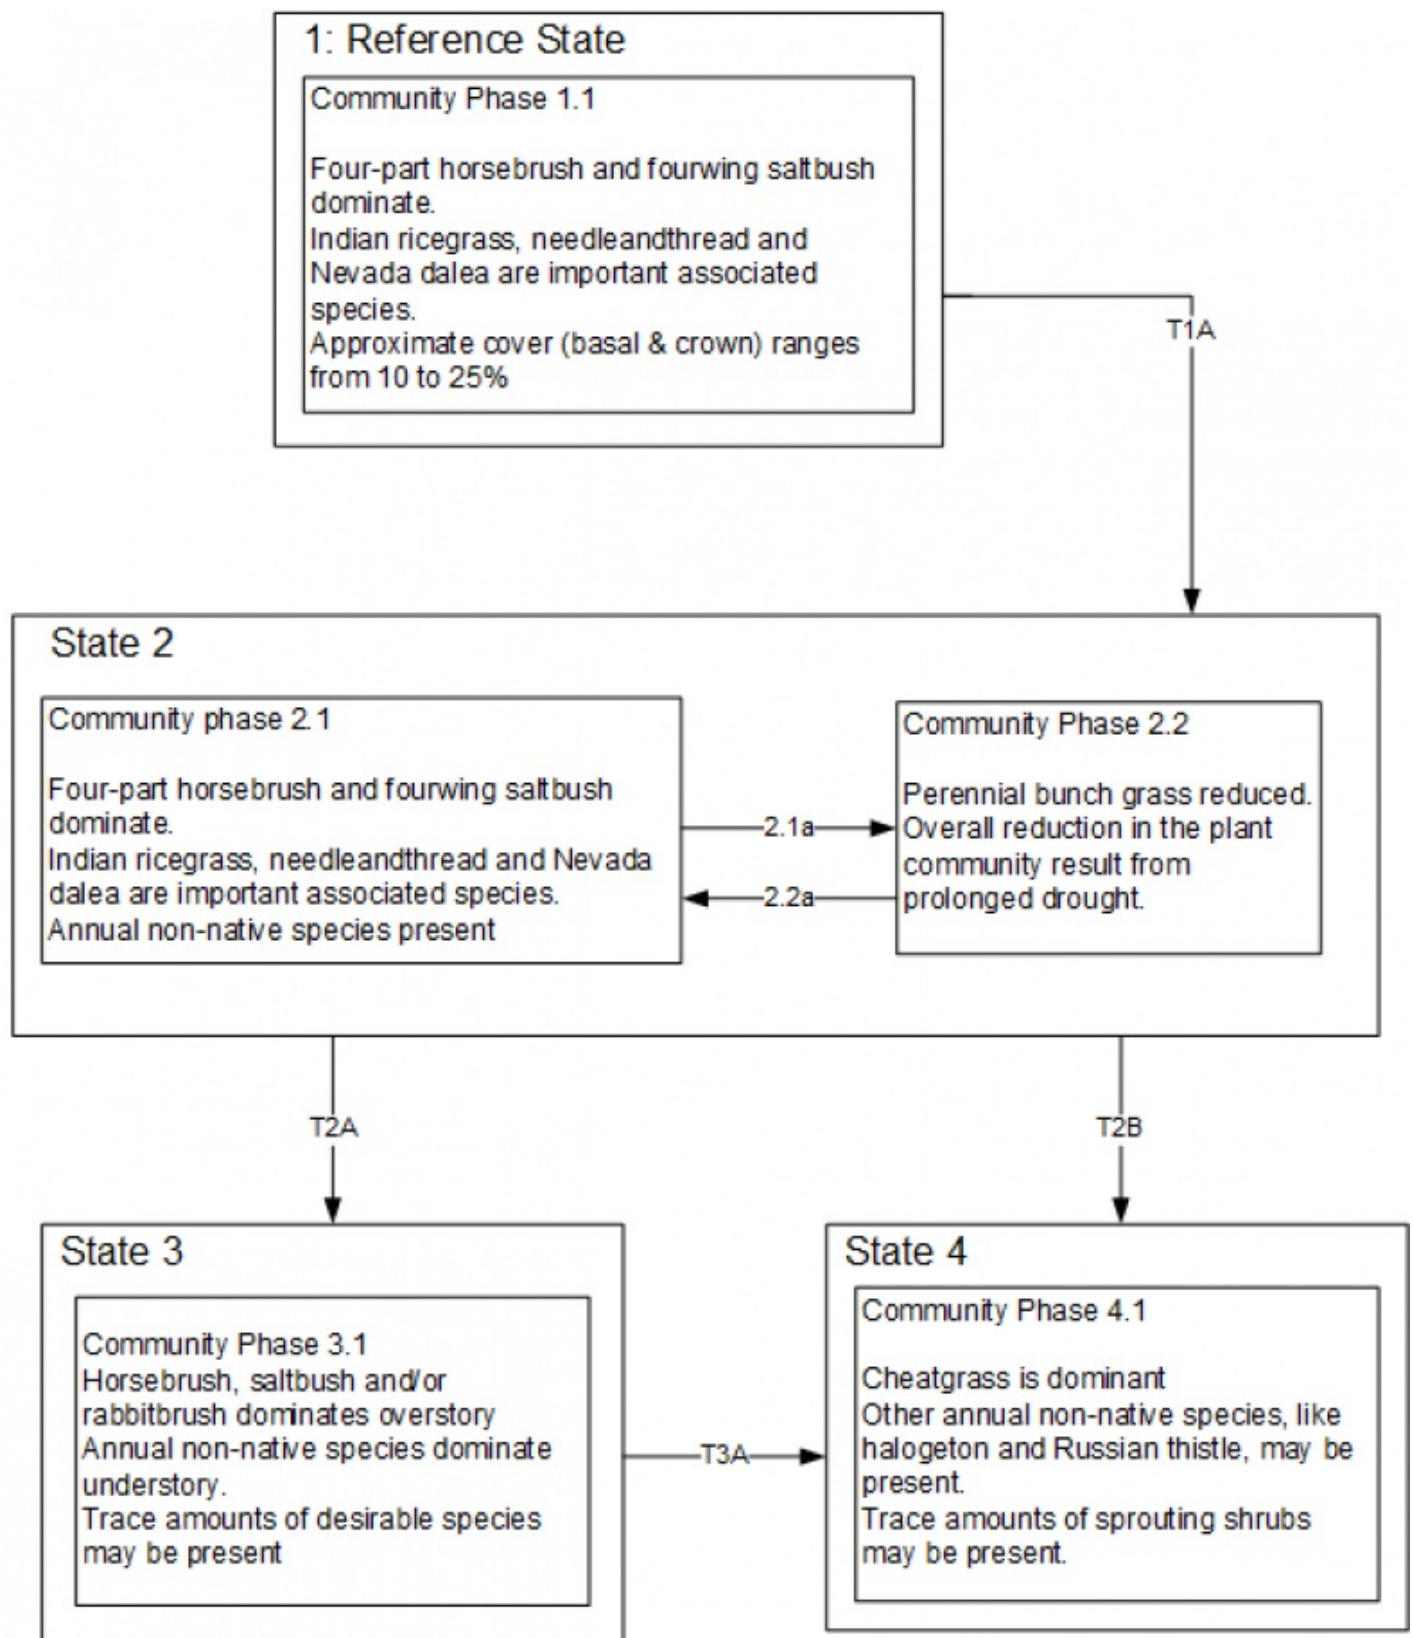 1: Reference State
Community Phase 1.1
Four-part horsebrush and fourwing saltbush
dominate.
Indian ricegrass, needleandthread and
Nevada dalea are important associated
species.
Approximate cover (basal & crown) ranges
from 10 to 25%
T1A
State 2
Community phase 2.1
Four-part horsebrush and fourwing saltbush
dominate.
Indian ricegrass, needleandthread and Nevada
dalea are important associated species.
Annual non-native species present
2.1a
2.2a
Community Phase 2.2
Perennial bunch grass reduced.
Overall reduction in the plant
community result from
prolonged drought.
T2A
T2B
State 3
Community Phase 3.1
Horsebrush, saltbush and/or
rabbitbrush dominates overstory
Annual non-native species dominate
understory.
Trace amounts of desirable species
may be present
T3A
State 4
Community Phase 4.1
Cheatgrass is dominant
Other annual non-native species, like
halogeton and Russian thistle, may be
present.
Trace amounts of sprouting shrubs
may be present.